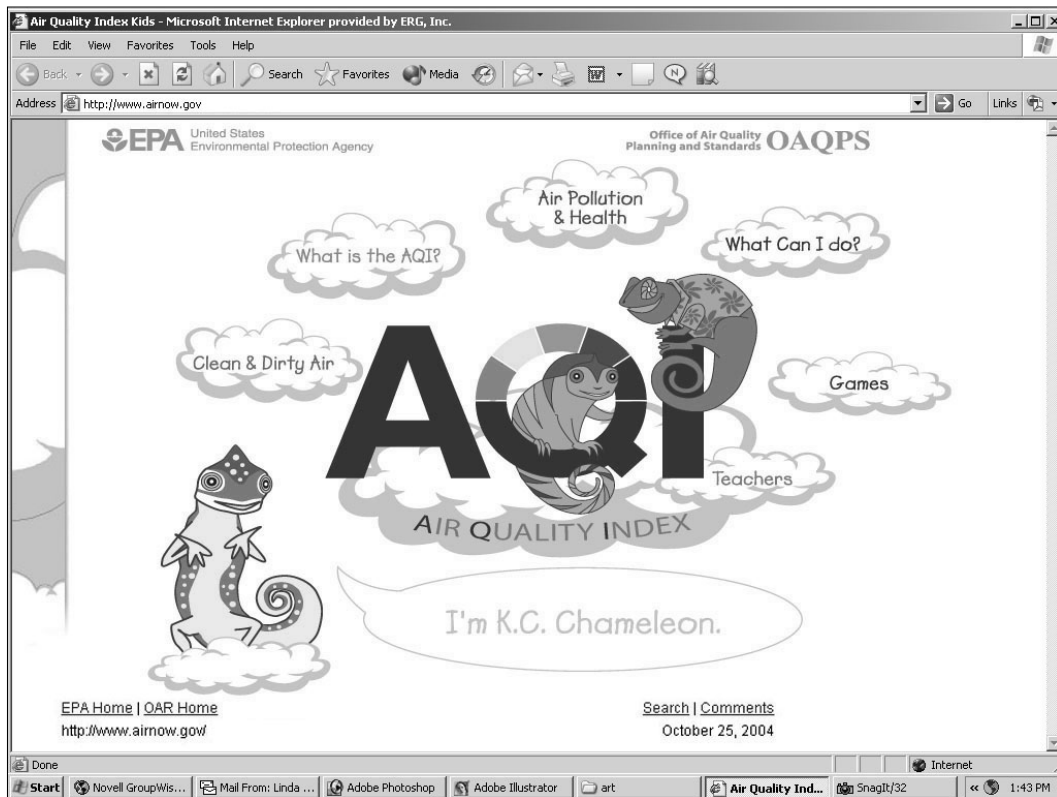 Air Quality Index Kids - Microsoft Internet Explorer provided by ERG, Inc.
File Edit View Favorites Tools Help
Back Search Favorites Media
Address http://www.airnow.gov Go Links
EPA United States
Environmental Protection Agency
Office of Air Quality
Planning and Standards OAQPS
Air Pollution
& Health
What is the AQI?
What Can I do?
Clean & Dirty Air
AQI
Games
Teachers
AIR QUALITY INDEX
I'm K.C. Chameleon.
EPA Home | OAR Home
Search | Comments
http://www.airnow.gov/
October 25, 2004
Done Internet
Start Novell GroupWis... Mail From: Linda ... Adobe Photoshop Adobe Illustrator art Air Quality Ind... SnagIt/32 « 1:43 PM